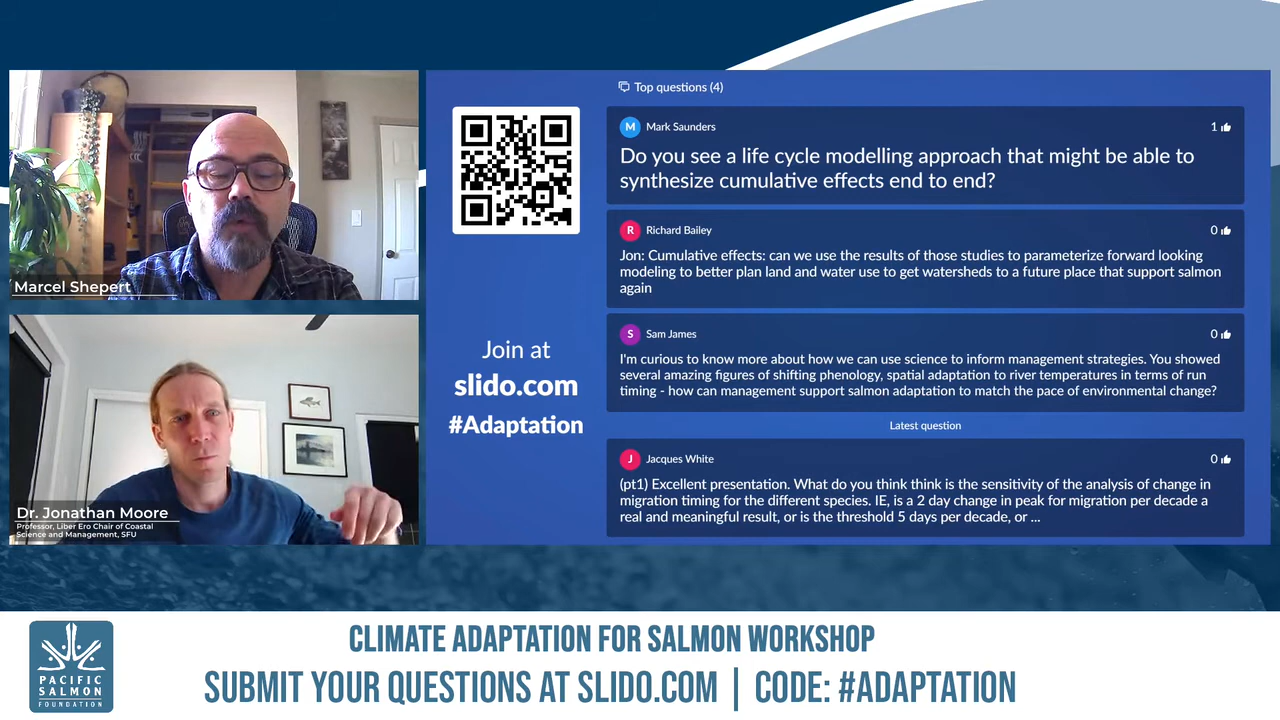 Marcel Shepert
Dr. Jonathan Moore
Professor, Liber Ero Chair of Coastal
Science and Management, SFU
Top questions (4)
Join at
slido.com
#Adaptation
M Mark Saunders 1
Do you see a life cycle modelling approach that might be able to
synthesize cumulative effects end to end?
R Richard Bailey 0
Jon: Cumulative effects: can we use the results of those studies to parameterize forward looking
modeling to better plan land and water use to get watersheds to a future place that support salmon
again
S Sam James 0
I'm curious to know more about how we can use science to inform management strategies. You showed
several amazing figures of shifting phenology, spatial adaptation to river temperatures in terms of run
timing - how can management support salmon adaptation to match the pace of environmental change?
Latest question
J Jacques White 0
(pt1) Excellent presentation. What do you think think is the sensitivity of the analysis of change in
migration timing for the different species. IE, is a 2 day change in peak for migration per decade a
real and meaningful result, or is the threshold 5 days per decade, or ...
PACIFIC
SALMON
FOUNDATION
CLIMATE ADAPTATION FOR SALMON WORKSHOP
SUBMIT YOUR QUESTIONS AT SLIDO.COM | CODE: #ADAPTATION